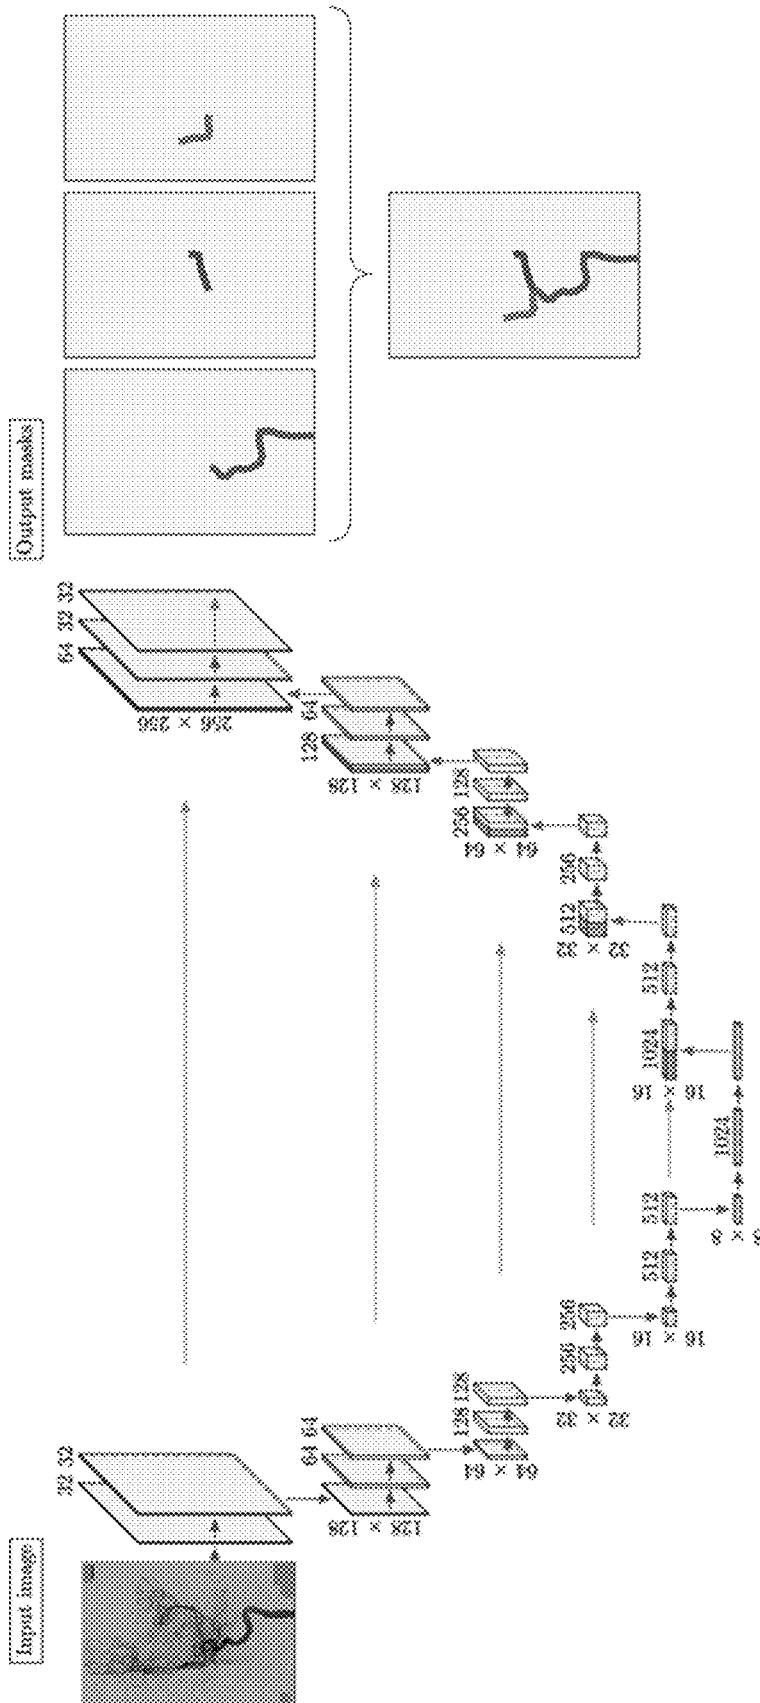 Input image
32 32
128 × 128
64 64
64 × 64
128 128
32 × 32
256 256
16 × 16
512 512
1024
16 × 16
1024 512
32 × 32
512 256
64 × 64
256 128
128 × 128
128 64
256 × 256
64 32 32
Output masks